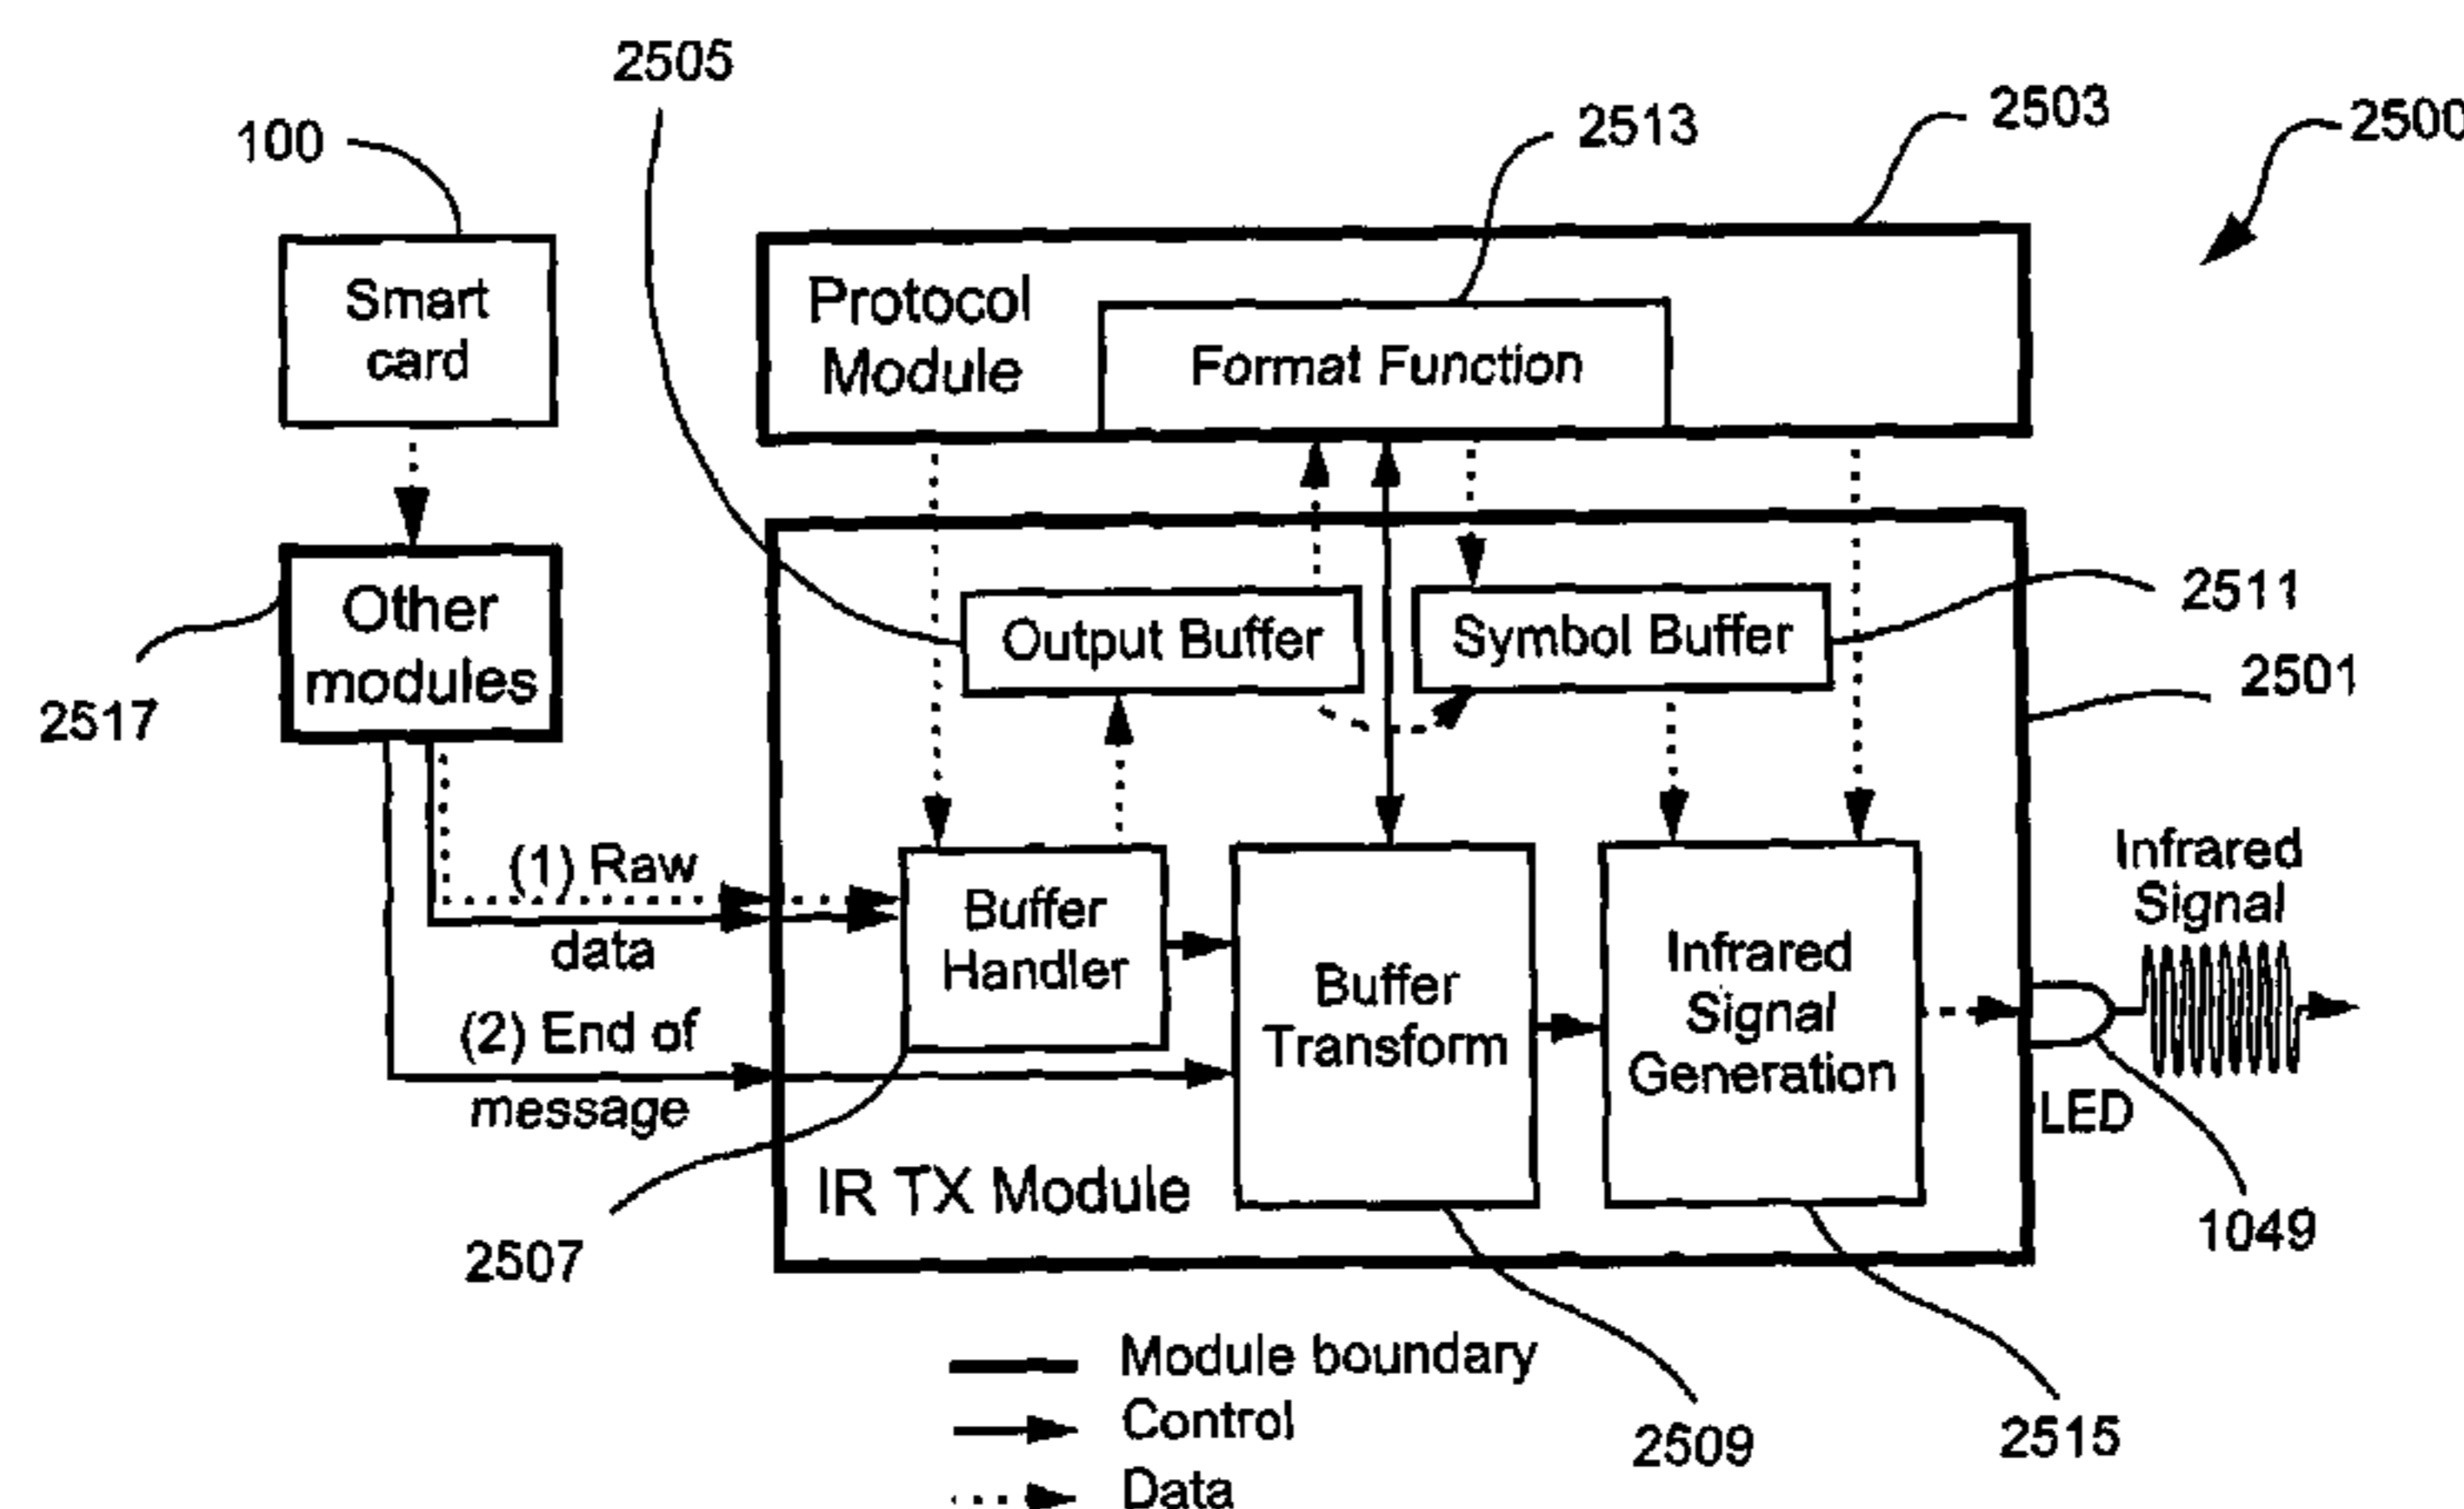 2505
2503
2513
2500
100
Smart
card
Protocol
Module
Format Function
Other
modules
2517
Output Buffer
Symbol Buffer
2511
2501
(1) Raw
data
(2) End of
message
Buffer
Handler
Buffer
Transform
Infrared
Signal
Generation
Infrared
Signal
LED
IR TX Module
2507
1049
2509
2515
Module boundary
Control
Data